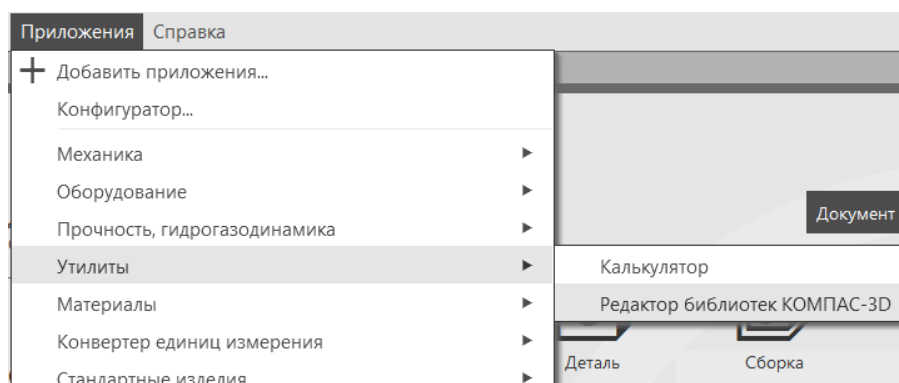 Приложения Справка
Добавить приложения...
Конфигуратор...
Механика
Оборудование
Прочность, гидрогазодинамика
Документ
Утилиты
Калькулятор
Материалы
Редактор библиотек КОМПАС-3D
Конвертер единиц измерения
Деталь
Сборка
Стандартные изделия